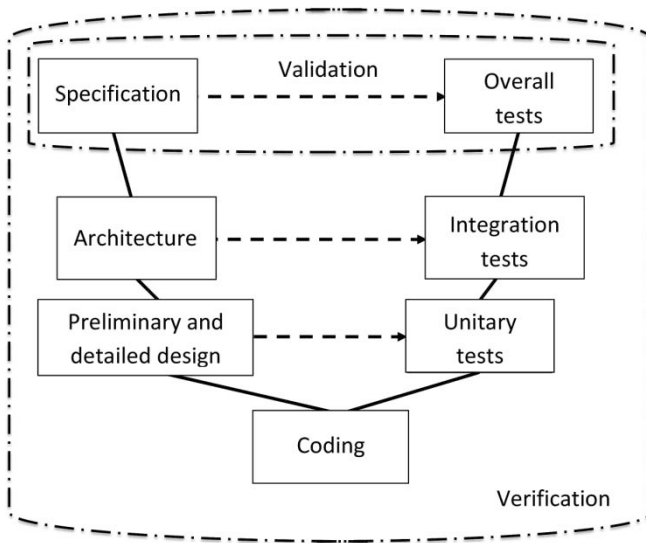 Validation
Specification
Overall
tests
Architecture
Integration
tests
Preliminary and
detailed design
Unitary
tests
Coding
Verification